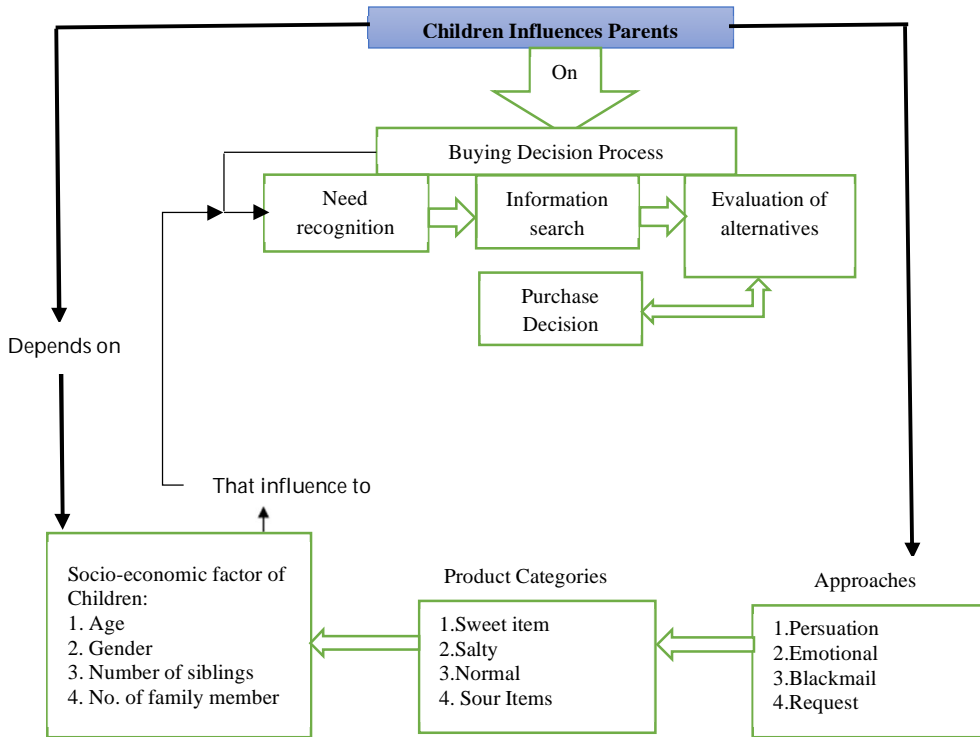 Children Influences Parents
On
Buying Decision Process
Need
recognition
Information
search
Evaluation of
alternatives
Purchase
Decision
Depends on
That influence to
Socio-economic factor of
Children:
1. Age
2. Gender
3. Number of siblings
4. No. of family member
Product Categories
1.Sweet item
2.Salty
3.Normal
4. Sour Items
Approaches
1.Persuation
2.Emotional
3.Blackmail
4.Request